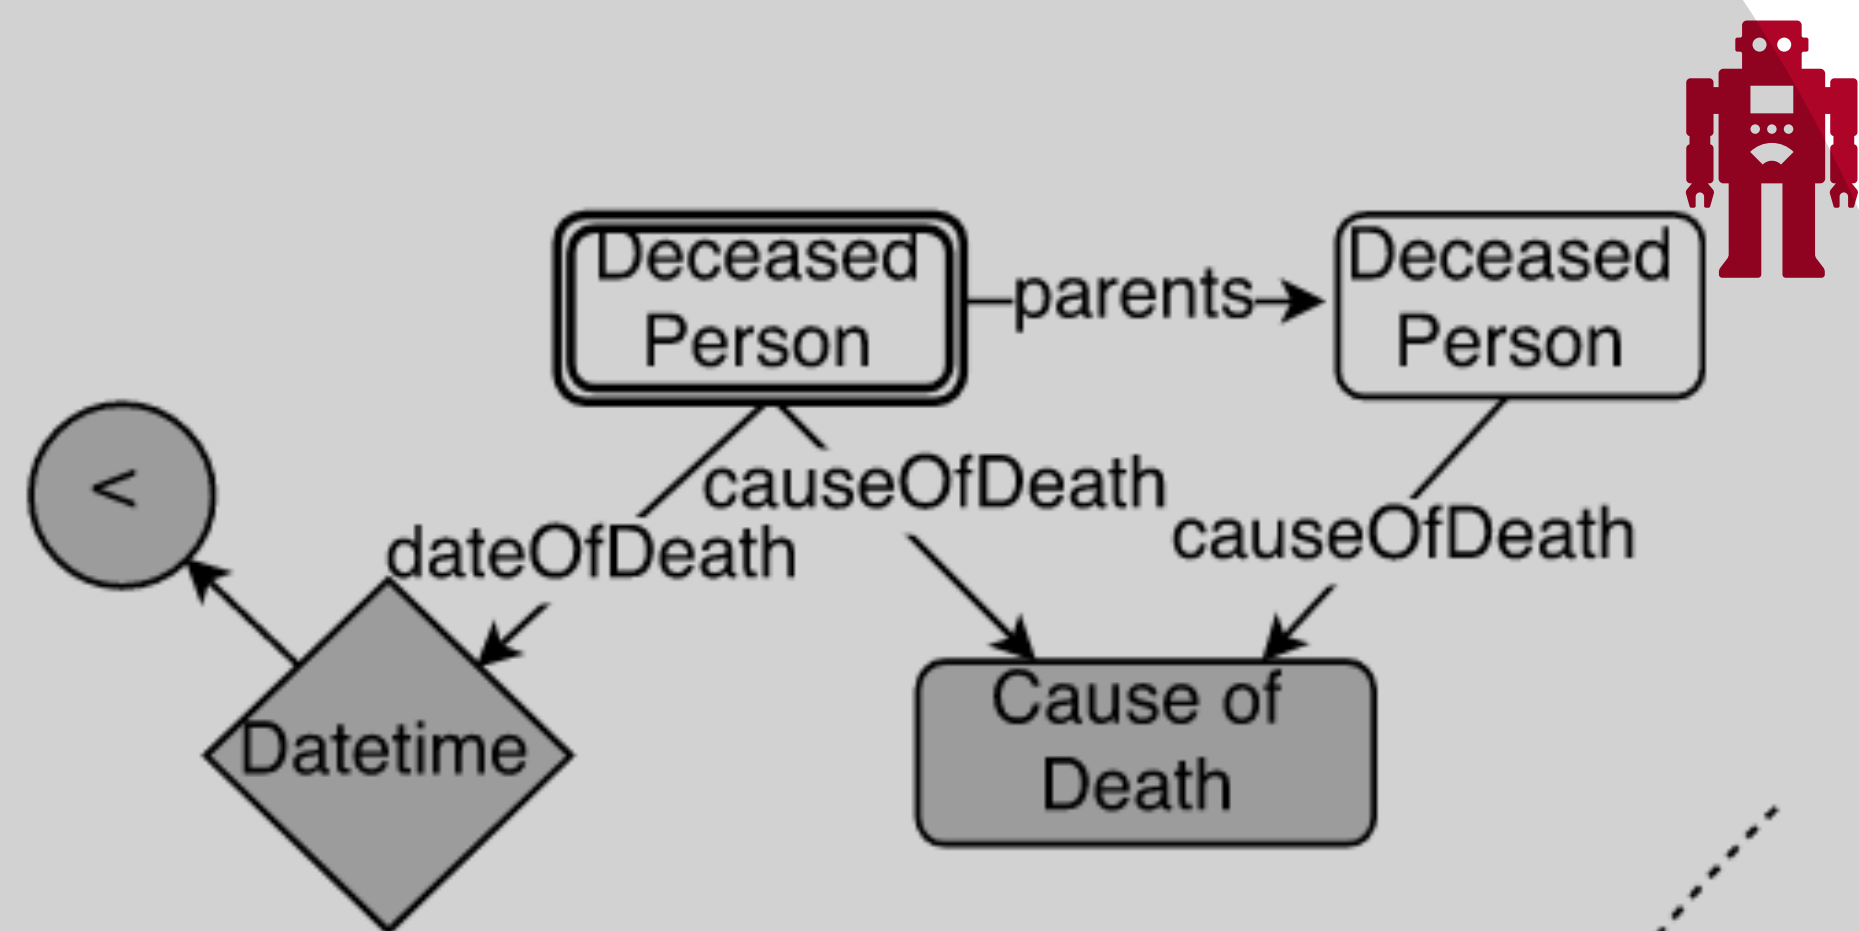 Deceased
Person
parents
Deceased
Person
<
causeOfDeath
causeOfDeath
dateOfDeath
Datetime
Cause of
Death